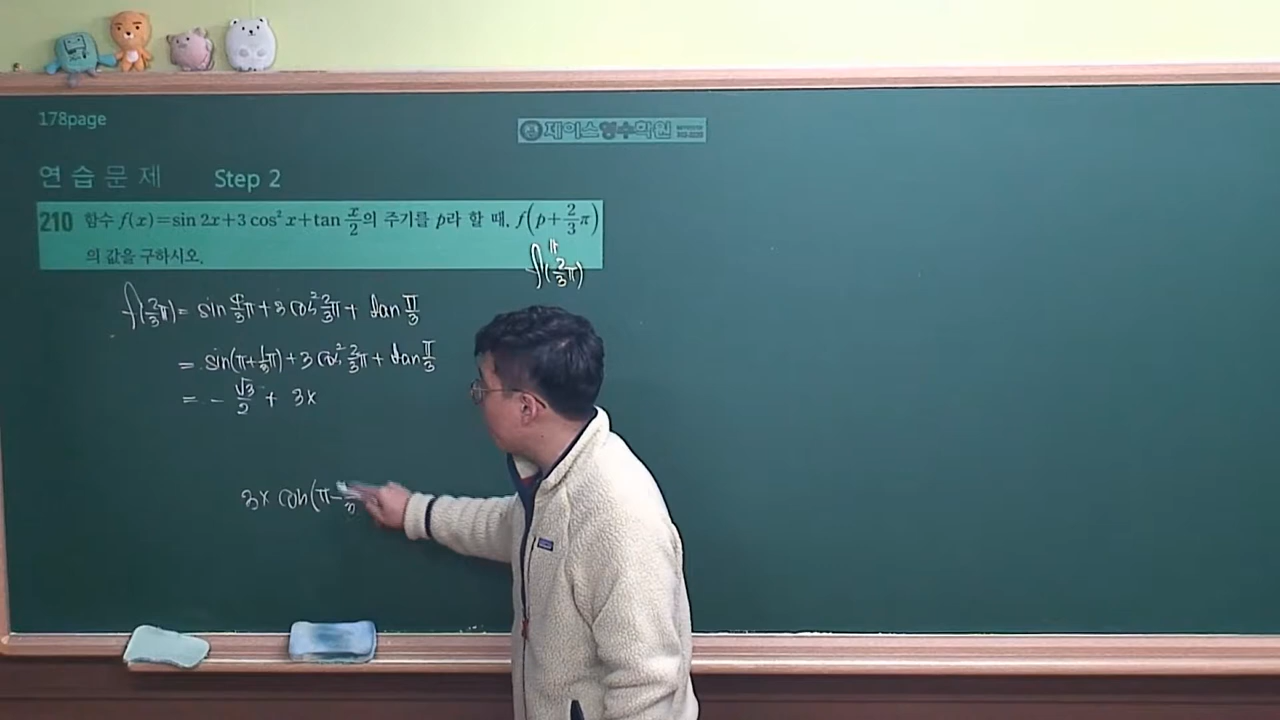 178page
제이스영수학원
연습문제 Step 2
210 함수 f(x)=sin 2x+3 cos² x+tan x/2의 주기를 p라 할 때, f(p+2/3π)
의 값을 구하시오.
f(2/3π)
f(2/3π)= sin 4/3π+3 cos² 2/3π+ tan π/3
= sin(π+1/3π)+3 cos² 2/3π+ tan π/3
= - √3/2 + 3×
3× cos(π-